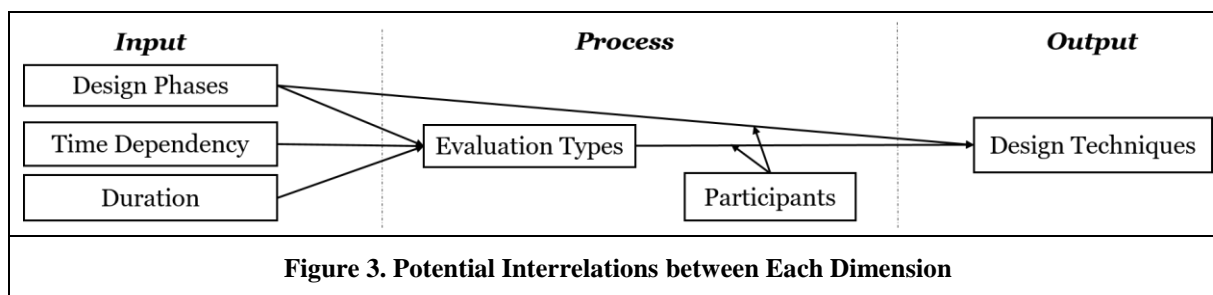 Input Process Output
Design Phases
Time Dependency
Evaluation Types
Design Techniques
Duration
Participants
Figure 3. Potential Interrelations between Each Dimension